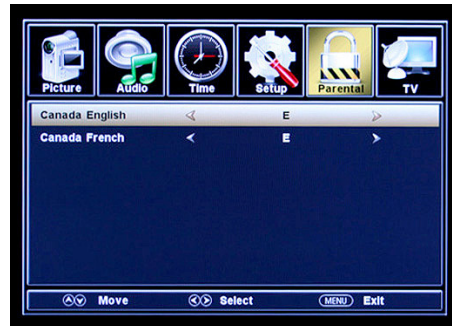 Picture Audio Time Setup Parental TV
Canada English E
Canada French E
Move Select MENU Exit